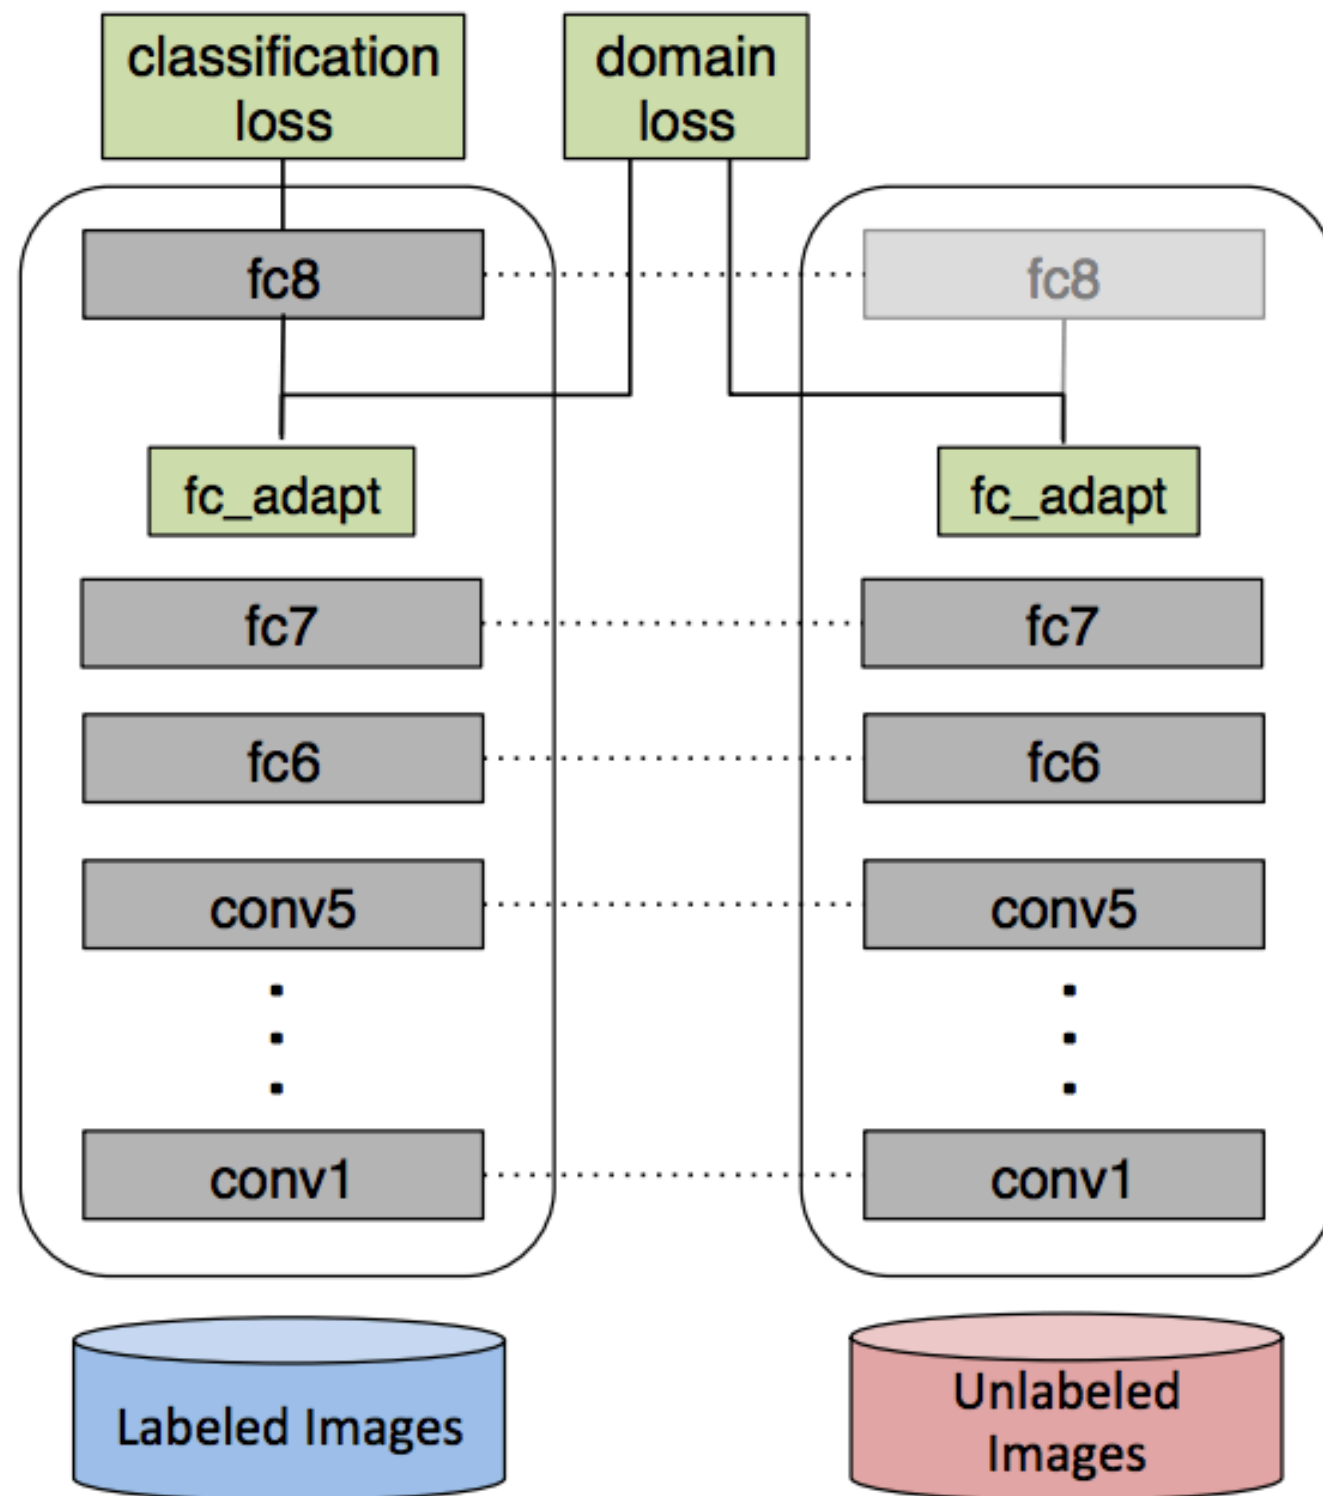 classification
loss
domain
loss
fc8
fc8
fc_adapt
fc_adapt
fc7
fc7
fc6
fc6
conv5
conv5
conv1
conv1
Labeled Images
Unlabeled
Images